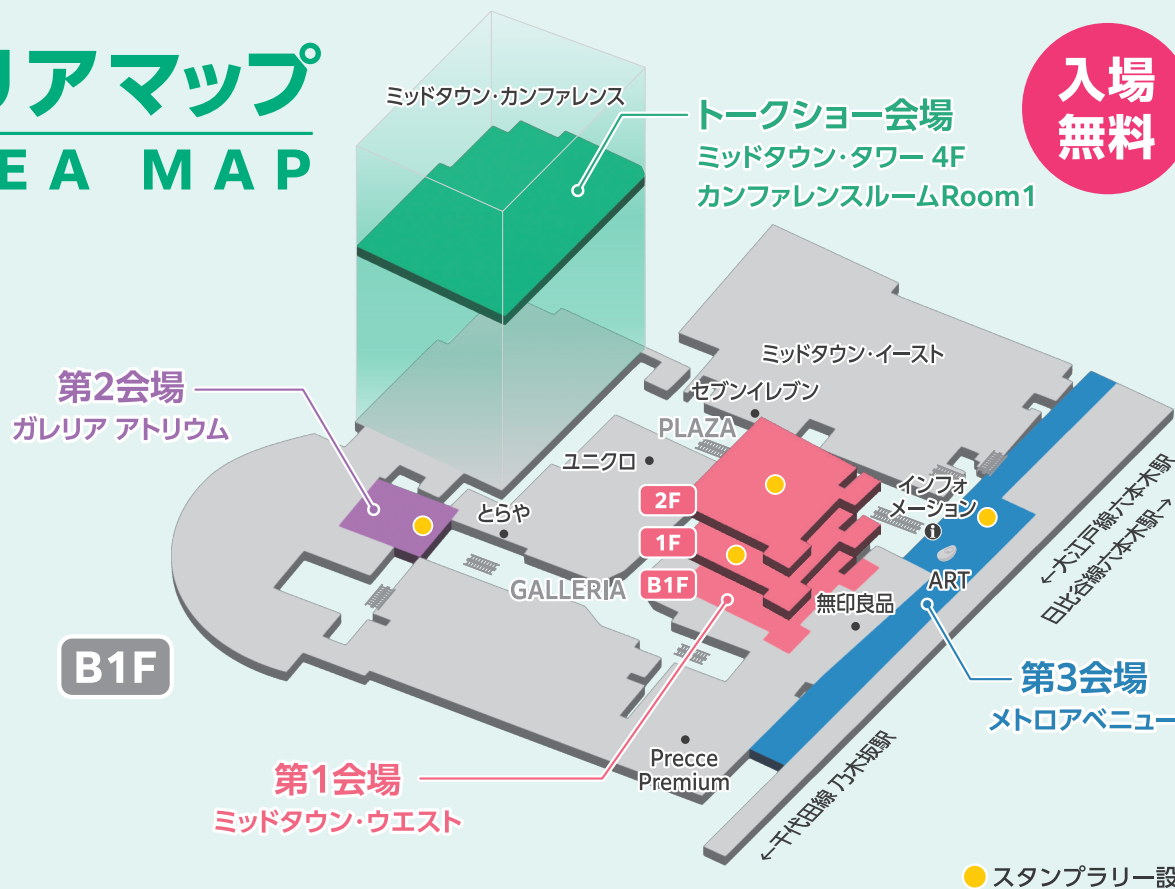 リアマップ
EA MAP
入場
無料
ミッドタウン・カンファレンス
トークショー会場
ミッドタウン・タワー 4F
カンファレンスルームRoom1
ミッドタウン・イースト
第2会場
ガレリア アトリウム
セブンイレブン
PLAZA
ユニクロ
2F
インフォ
メーション
とらや
1F
GALLERIA
B1F
ART
無印良品
←大江戸線六本木駅
日比谷線六本木駅→
B1F
第3会場
メトロアベニュー
Precce
Premium
←千代田線 乃木坂駅
第1会場
ミッドタウン・ウエスト
スタンプラリー設